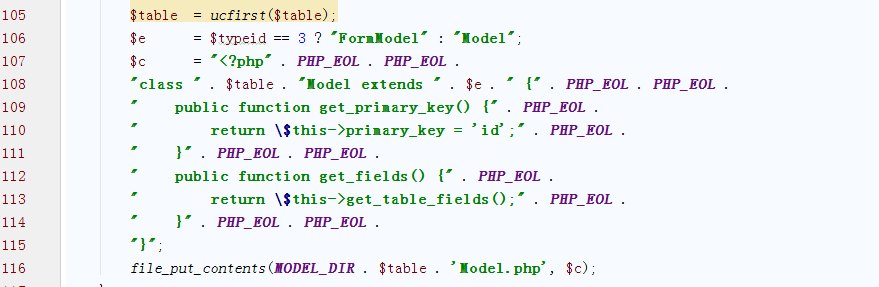 105 $table = ucfirst($table);
106 $e = $typeid == 3 ? "FormModel" : "Model";
107 $c = "<?php" . PHP_EOL . PHP_EOL .
108 "class " . $table . "Model extends " . $e . " {" . PHP_EOL . PHP_EOL .
109 "    public function get_primary_key() {" . PHP_EOL .
110 "        return \$this->primary_key = 'id';" . PHP_EOL .
111 "    }" . PHP_EOL . PHP_EOL .
112 "    public function get_fields() {" . PHP_EOL .
113 "        return \$this->get_table_fields();" . PHP_EOL .
114 "    }" . PHP_EOL . PHP_EOL .
115 "}";
116 file_put_contents(MODEL_DIR . $table . 'Model.php', $c);